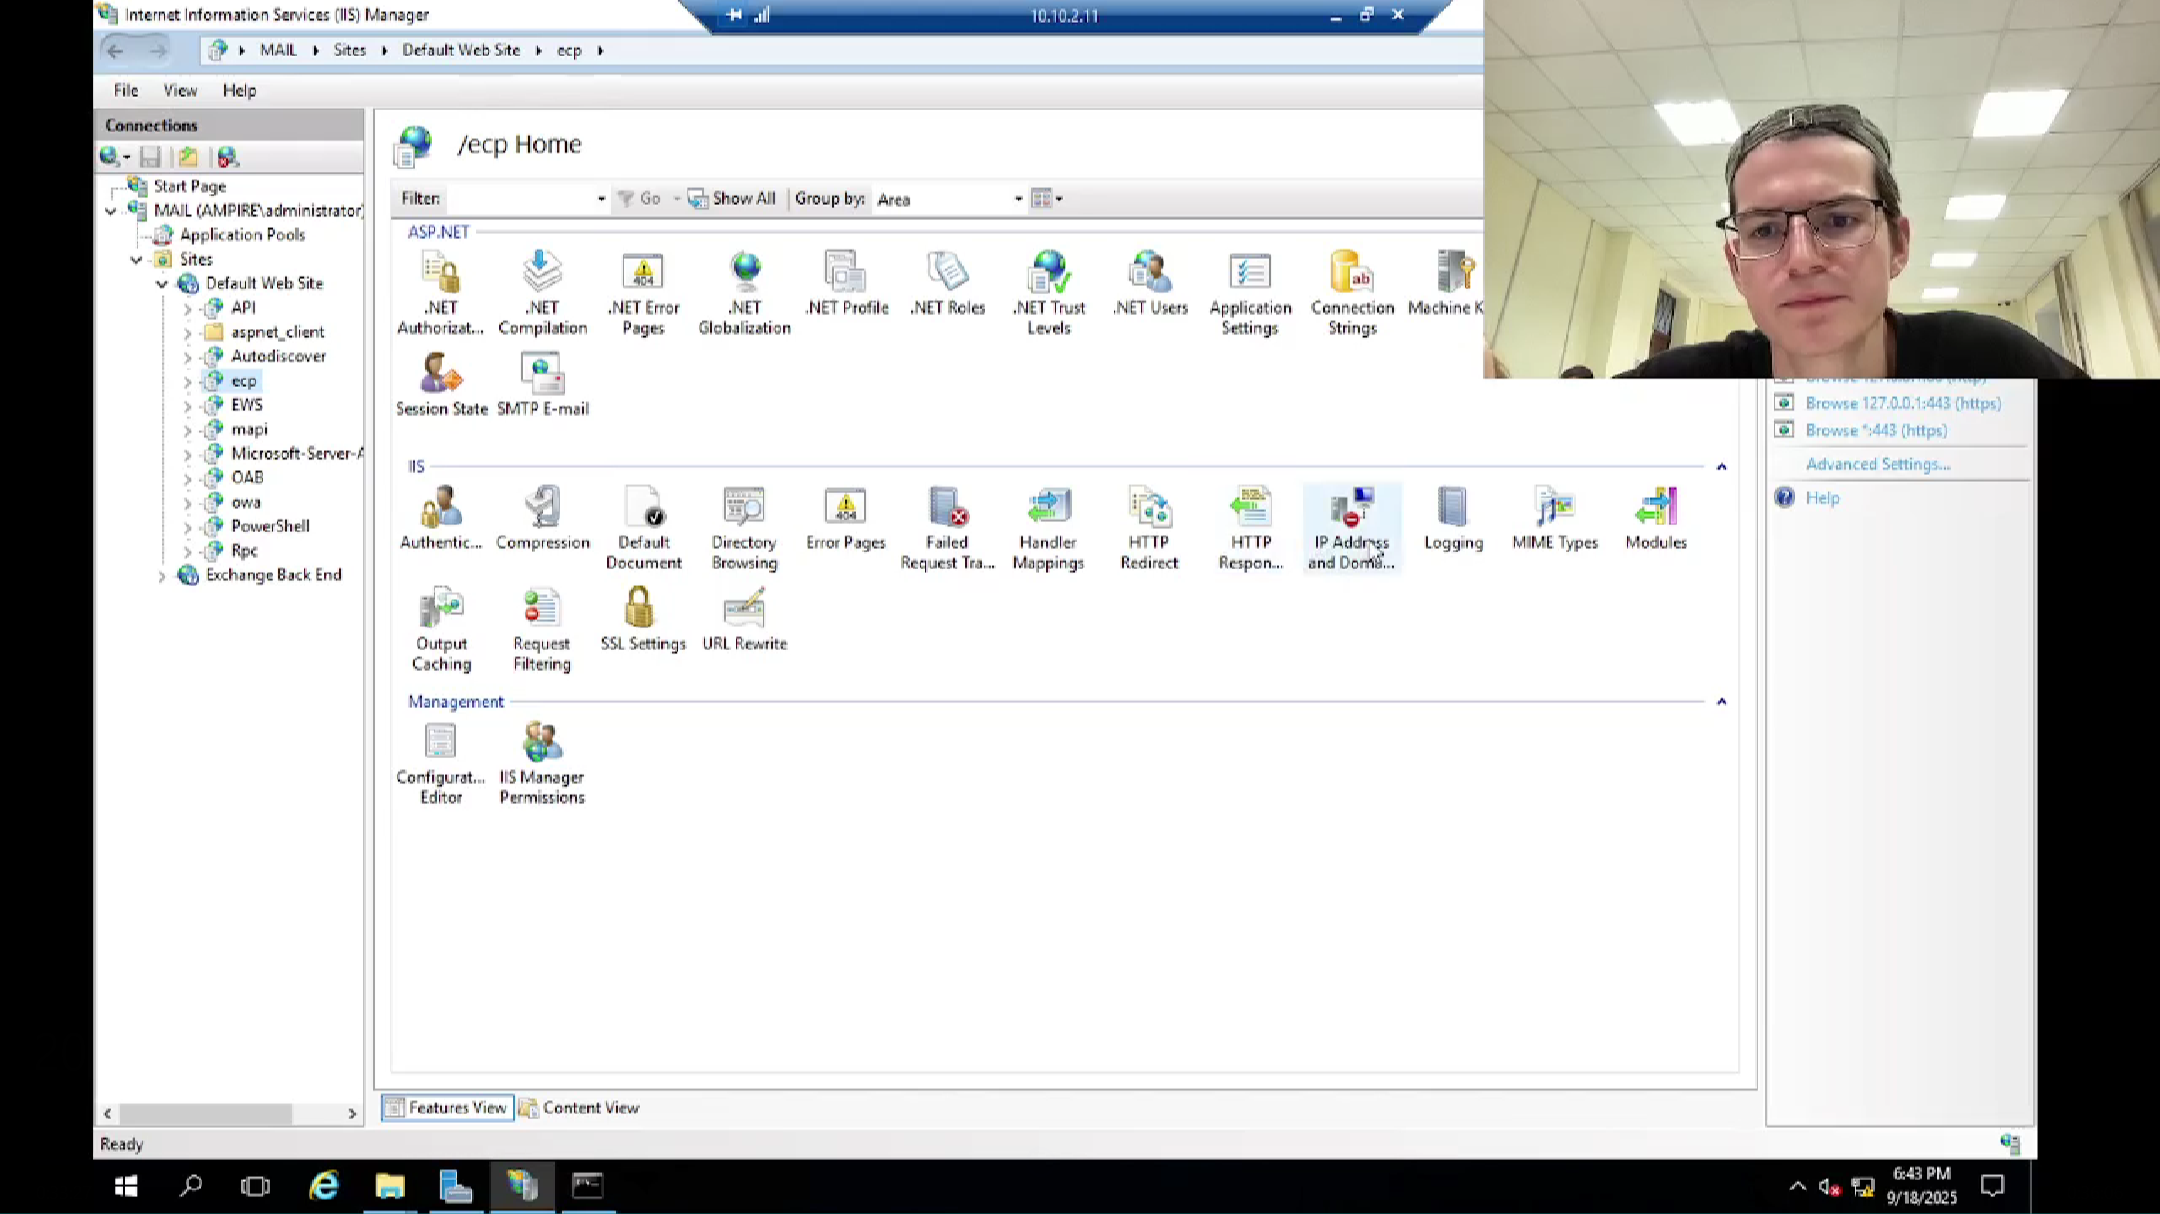 Internet Information Services (IIS) Manager
10.10.2.11
MAIL Sites Default Web Site ecp
File View Help
Connections
Start Page
MAIL (AMPIRE\administrator)
Application Pools
Sites
Default Web Site
API
aspnet_client
Autodiscover
ecp
EWS
mapi
Microsoft-Server-A
OAB
owa
PowerShell
Rpc
Exchange Back End
/ecp Home
Filter: Go Show All Group by: Area
ASP.NET
.NET Authorizat...
.NET Compilation
.NET Error Pages
.NET Globalization
.NET Profile
.NET Roles
.NET Trust Levels
.NET Users
Application Settings
Connection Strings
Machine K
Session State
SMTP E-mail
IIS
Authentic...
Compression
Default Document
Directory Browsing
Error Pages
Failed Request Tra...
Handler Mappings
HTTP Redirect
HTTP Respon...
IP Address and Doma...
Logging
MIME Types
Modules
Output Caching
Request Filtering
SSL Settings
URL Rewrite
Management
Configurat... Editor
IIS Manager Permissions
Browse 127.0.0.1:443 (https)
Browse *:443 (https)
Advanced Settings...
Help
Features View Content View
Ready
6:43 PM
9/18/2025